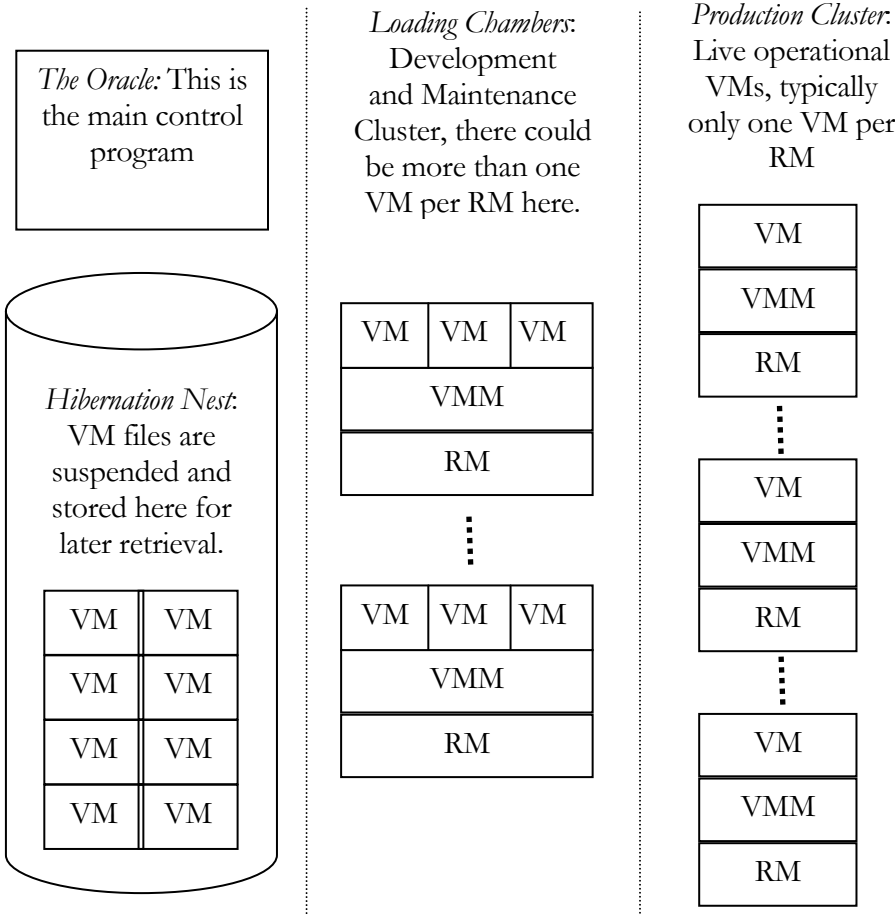 The Oracle: This is
the main control
program
Hibernation Nest:
VM files are
suspended and
stored here for
later retrieval.
VM VM
VM VM
VM VM
VM VM
Loading Chambers:
Development
and Maintenance
Cluster, there could
be more than one
VM per RM here.
VM VM VM
VMM
RM
VM VM VM
VMM
RM
Production Cluster:
Live operational
VMs, typically
only one VM per
RM
VM
VMM
RM
VM
VMM
RM
VM
VMM
RM